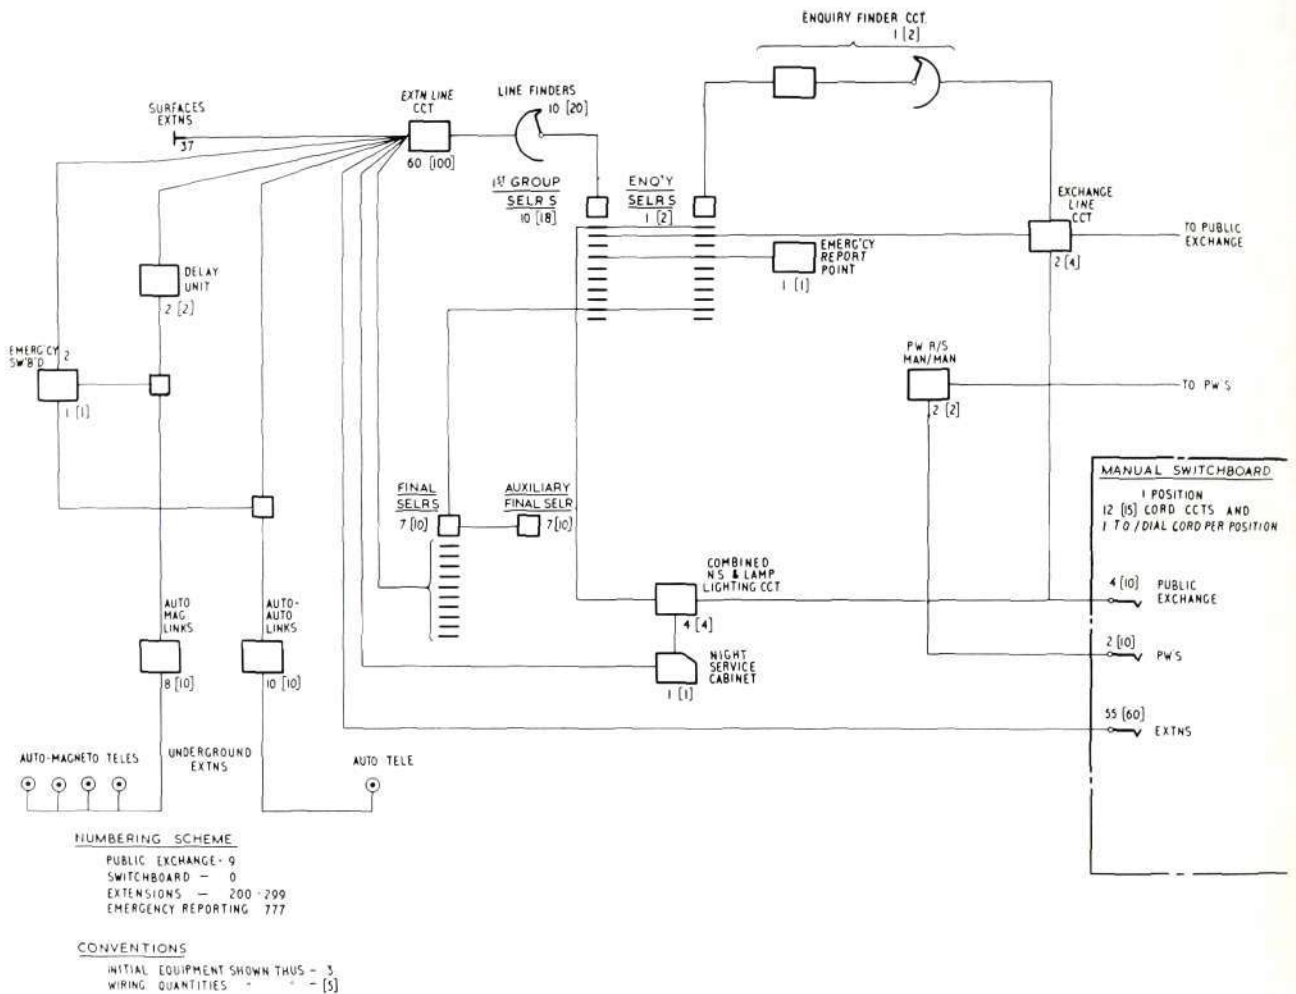 ENQUIRY FINDER CCT.
1 [2]
EXTN LINE
CCT
60 [100]
LINE FINDERS
10 [20]
SURFACES
EXTNS
37
1ST GROUP
SELRS
10 [18]
ENQ'Y
SELRS
1 [2]
EXCHANGE
LINE
CCT
2 [4]
TO PUBLIC
EXCHANGE
EMERG'CY
REPORT
POINT
1 [1]
DELAY
UNIT
2 [2]
EMERG'CY
SW'B'D
2
1 [1]
PW R/S
MAN/MAN
2 [2]
TO PW'S
MANUAL SWITCHBOARD
1 POSITION
12 [15] CORD CCTS AND
1 TO/DIAL CORD PER POSITION
FINAL
SELRS
7 [10]
AUXILIARY
FINAL SELR
7 [10]
COMBINED
NS & LAMP
LIGHTING CCT
4 [4]
4 [10]
PUBLIC
EXCHANGE
AUTO
MAG
LINKS
8 [10]
AUTO-
AUTO
LINKS
10 [10]
NIGHT
SERVICE
CABINET
1 [1]
2 [10]
PW'S
55 [60]
EXTNS
AUTO-MAGNETO TELES
UNDERGROUND
EXTNS
AUTO TELE
NUMBERING SCHEME
PUBLIC EXCHANGE - 9
SWITCHBOARD - 0
EXTENSIONS - 200 - 299
EMERGENCY REPORTING 777
CONVENTIONS
INITIAL EQUIPMENT SHOWN THUS - 3
WIRING QUANTITIES " " - [5]